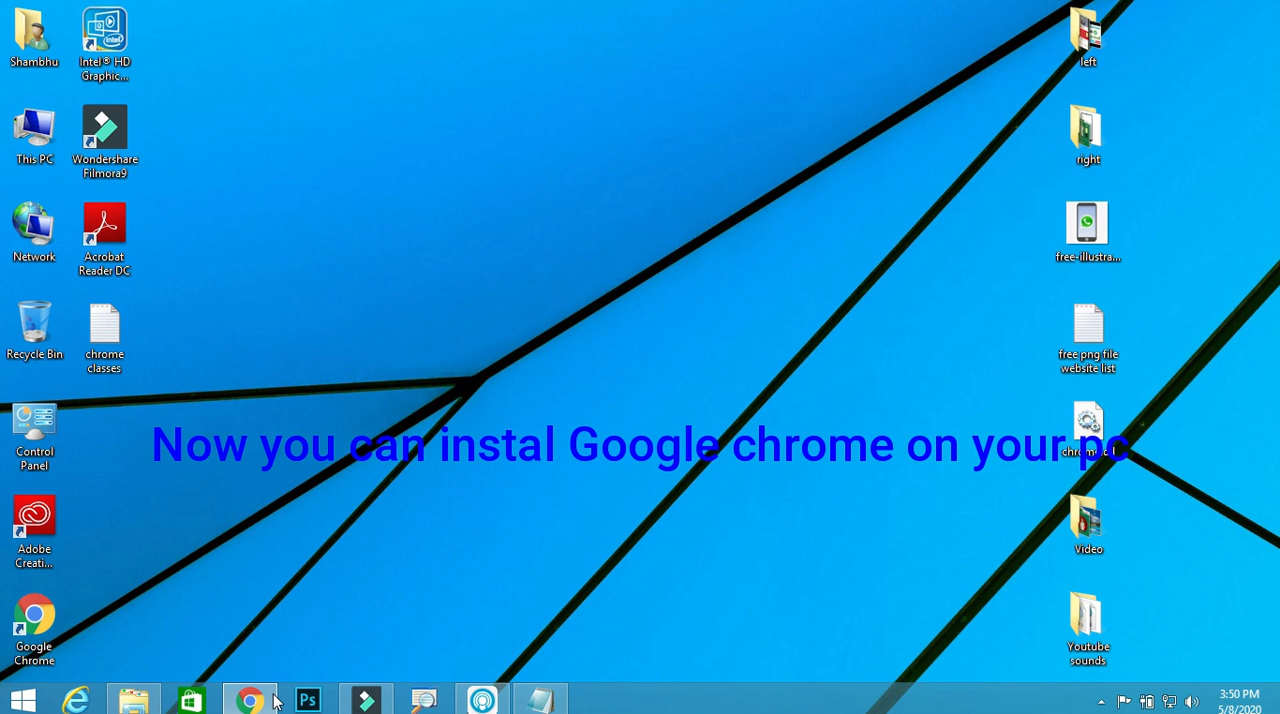 Shambhu
Intel® HD
Graphic...
left
This PC
Wondershare
Filmora9
right
Network
Acrobat
Reader DC
free-illustra...
Recycle Bin
chrome
classes
free png file
website list
Control
Panel
Now you can instal Google chrome on your pc
Adobe
Creati...
Video
Google
Chrome
Youtube
sounds
Ps
3:50 PM
5/8/2020